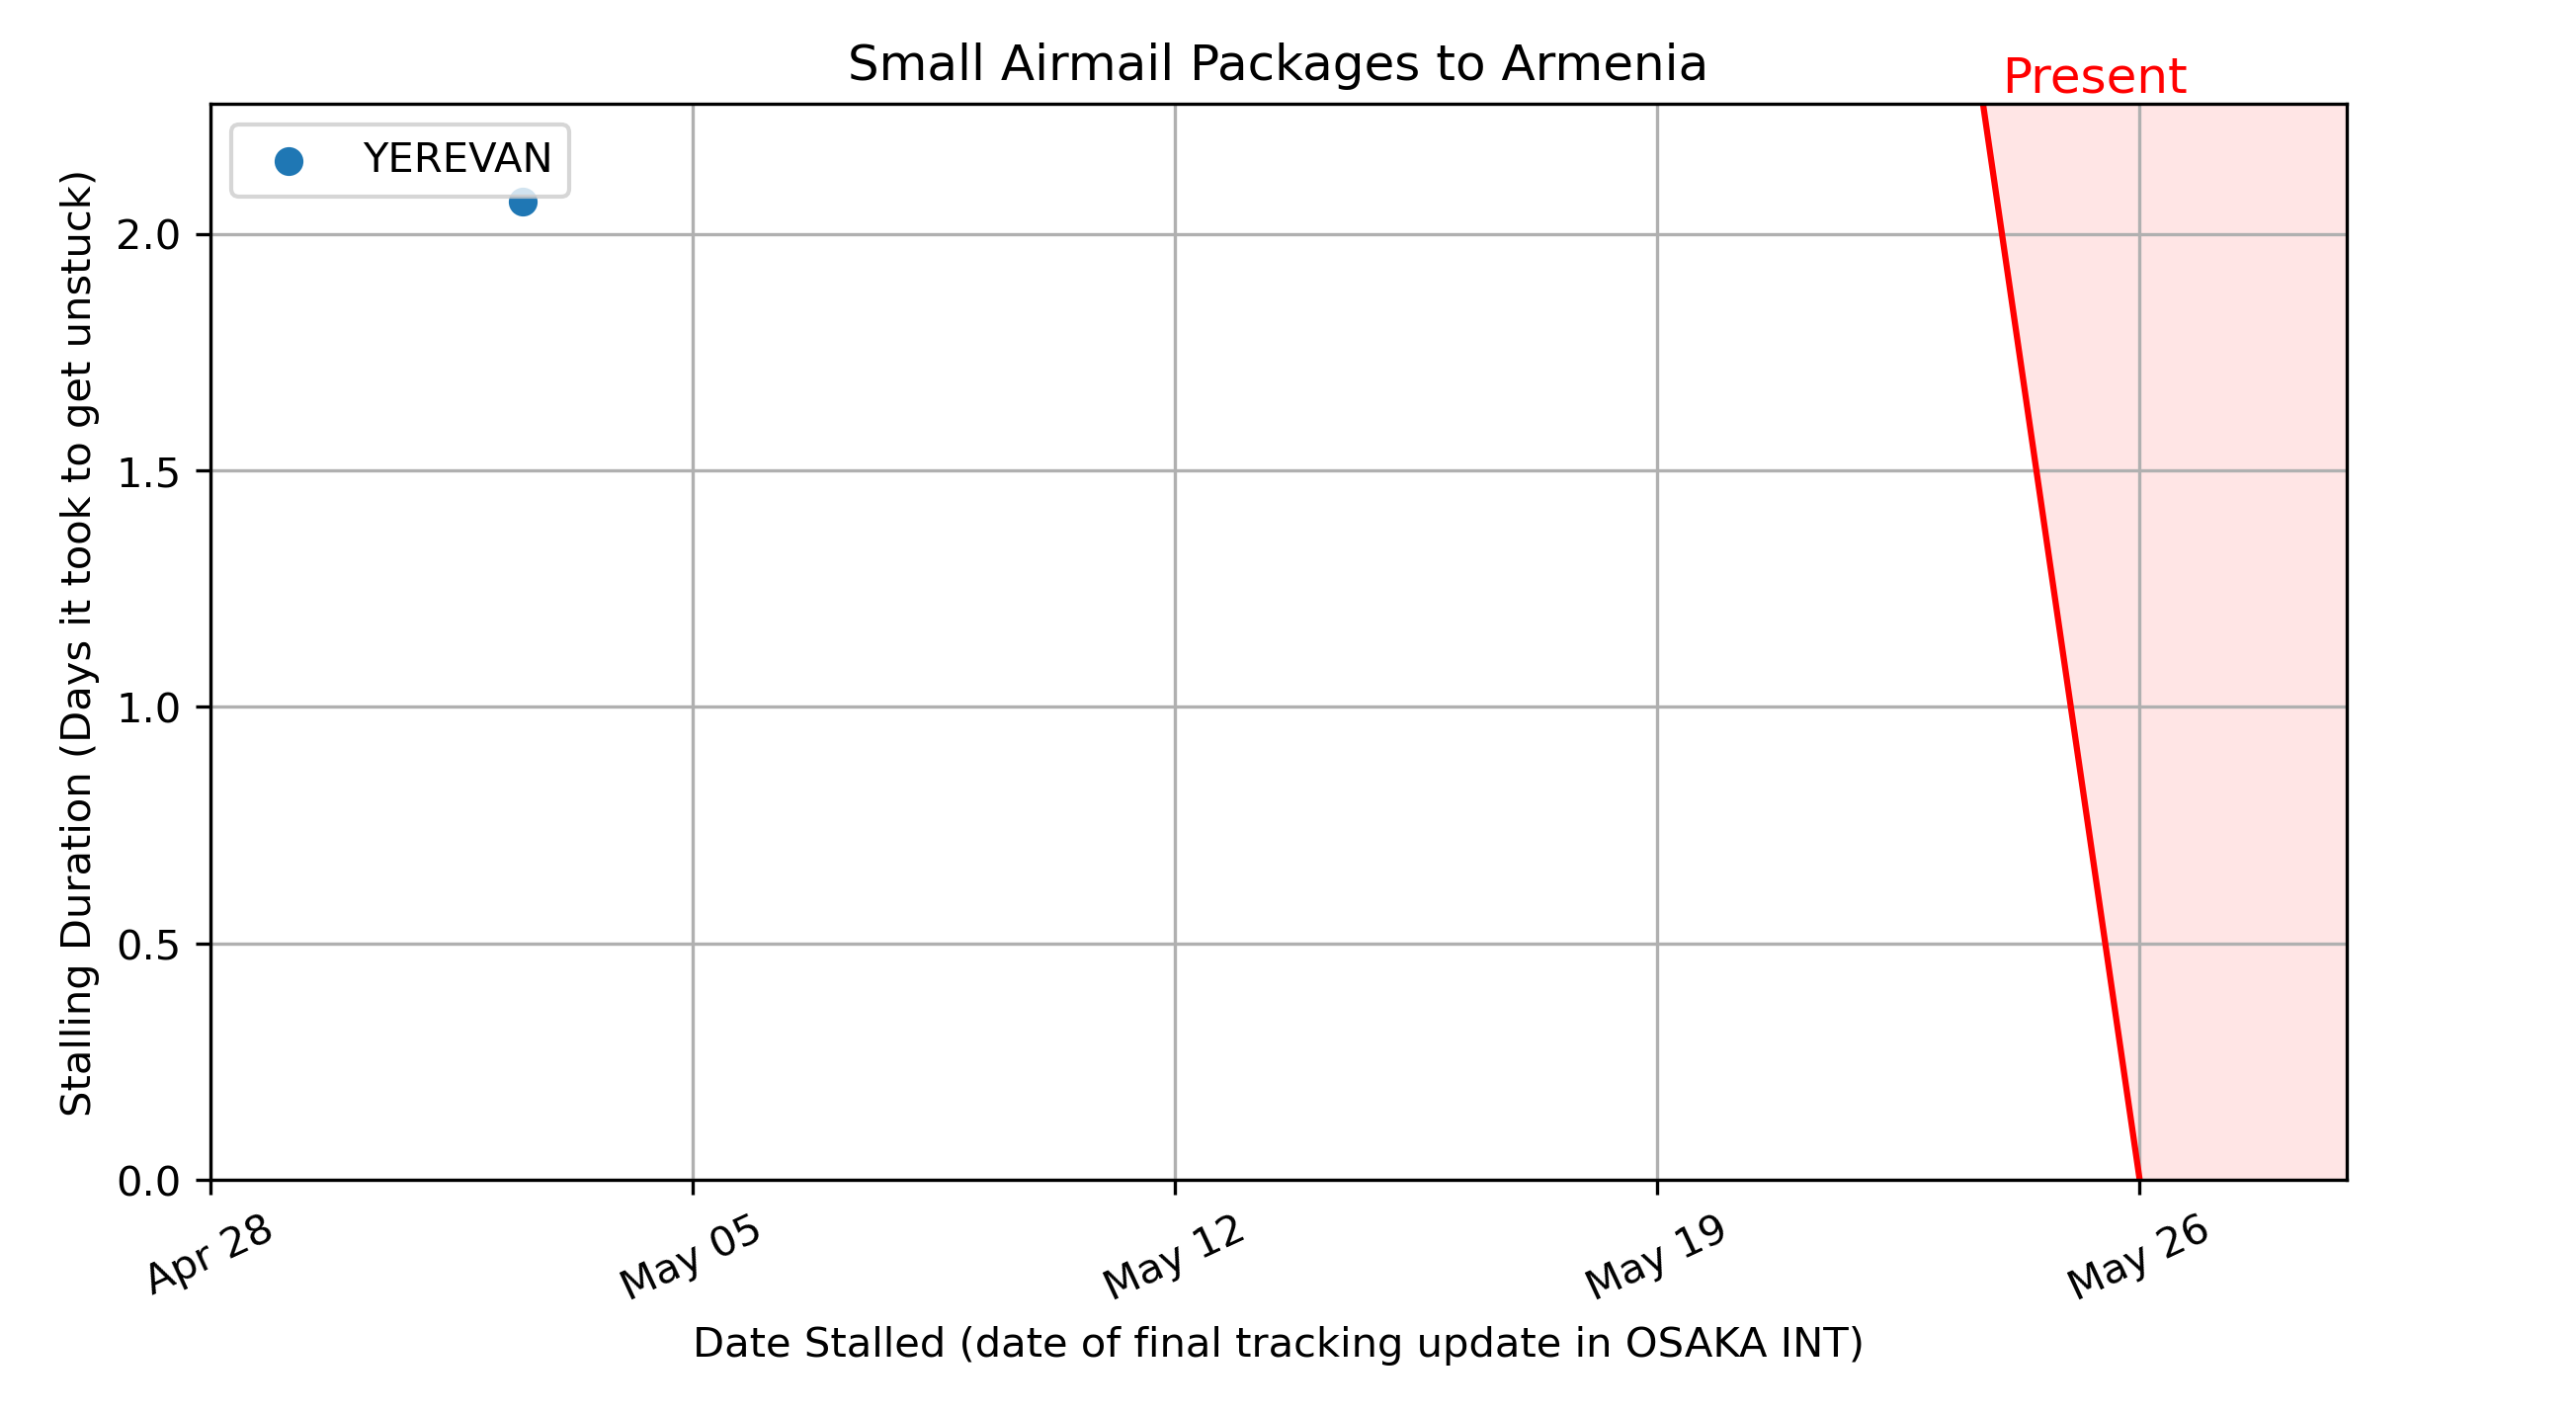 Small Airmail Packages to Armenia
Present
YEREVAN
Stalling Duration (Days it took to get unstuck)
2.0
1.5
1.0
0.5
0.0
Apr 28
May 05
May 12
May 19
May 26
Date Stalled (date of final tracking update in OSAKA INT)